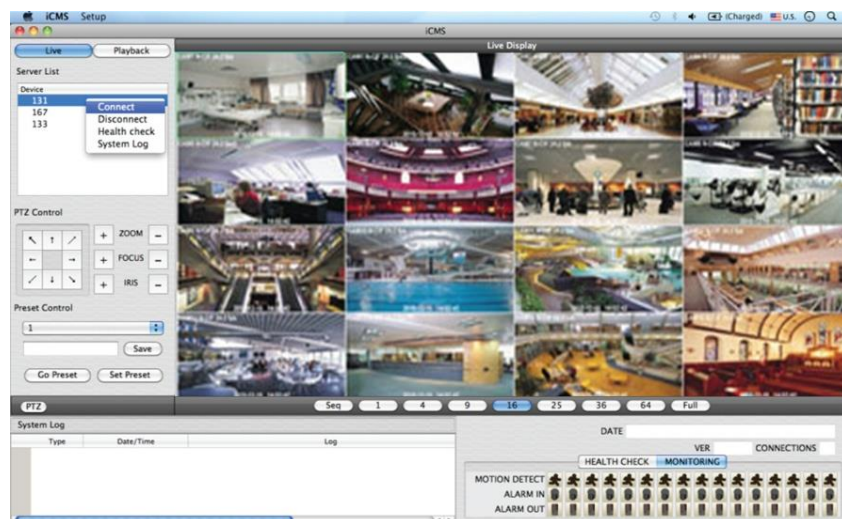 iCMS Setup
(Charged) U.S.
iCMS
Live Playback
Live Display
Server List
Device
131
167
133
Connect
Disconnect
Health check
System Log
PTZ Control
+ ZOOM -
+ FOCUS -
+ IRIS -
Preset Control
1
Save
Go Preset Set Preset
PTZ
Seq 1 4 9 16 25 36 64 Full
System Log
Type Date/Time Log
DATE
VER CONNECTIONS
HEALTH CHECK MONITORING
MOTION DETECT
ALARM IN
ALARM OUT